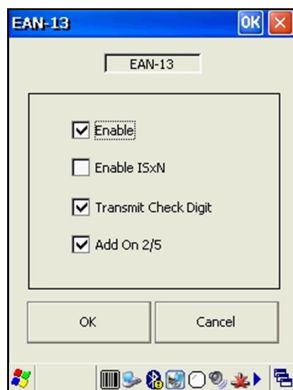 EAN-13 OK
EAN-13
Enable
Enable ISxN
Transmit Check Digit
Add On 2/5
OK Cancel